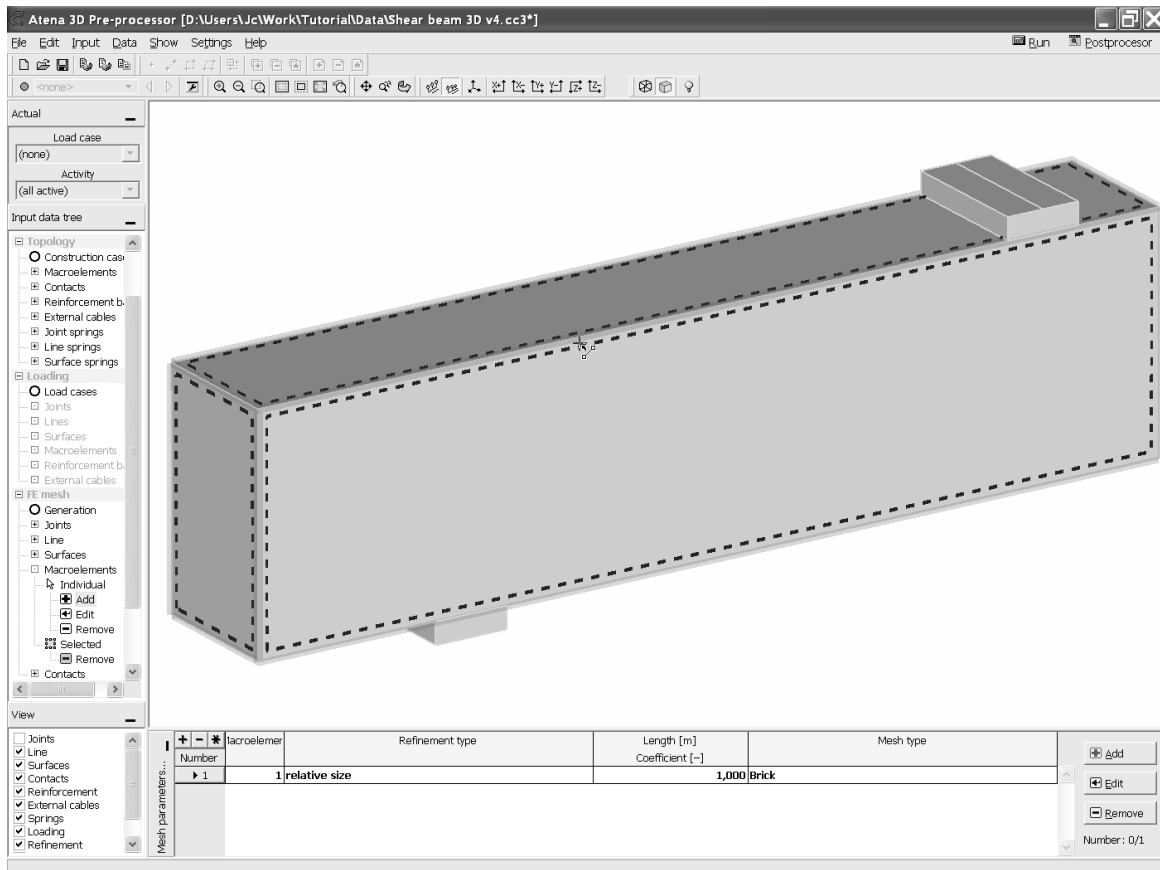 Atena 3D Pre-processor [D:\Users\Jc\Work\Tutorial\Data\Shear beam 3D v4.cc3*]
File Edit Input Data Show Settings Help Run Postprocesor
<none>
Actual
Load case
(none)
Activity
(all active)
Input data tree
Topology
Construction case
Macroelements
Contacts
Reinforcement b
External cables
Joint springs
Line springs
Surface springs
Loading
Load cases
Joints
Lines
Surfaces
Macroelements
Reinforcement b
External cables
FE mesh
Generation
Joints
Line
Surfaces
Macroelements
Individual
Add
Edit
Remove
Selected
Remove
Contacts
View
Joints
Line
Surfaces
Contacts
Reinforcement
External cables
Springs
Loading
Refinement
Mesh parameters...
Number
Macroelemer Refinement type Length [m] Mesh type
Coefficient [-]
1 1 relative size 1,000 Brick
Add
Edit
Remove
Number: 0/1